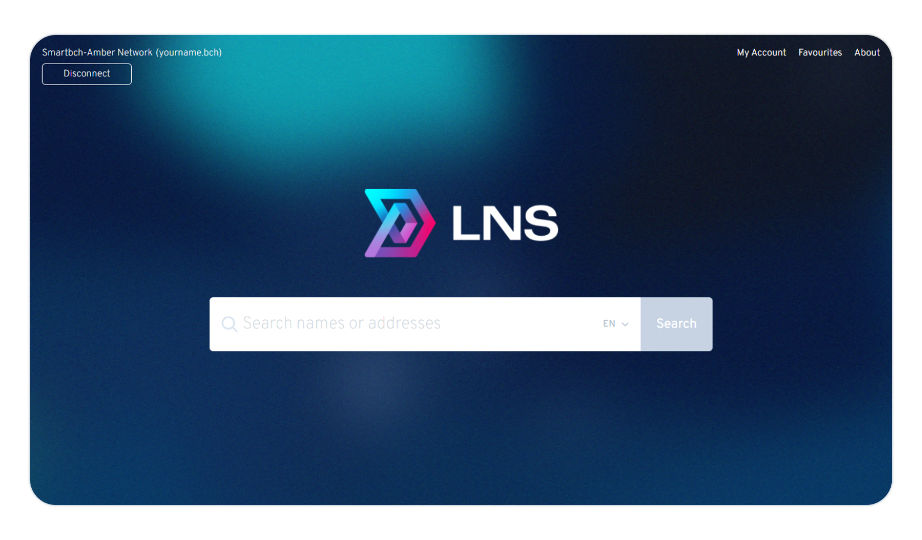 Smartbch-Amber Network (yourname.bch)
My Account Favourites About
Disconnect
LNS
Search names or addresses EN Search